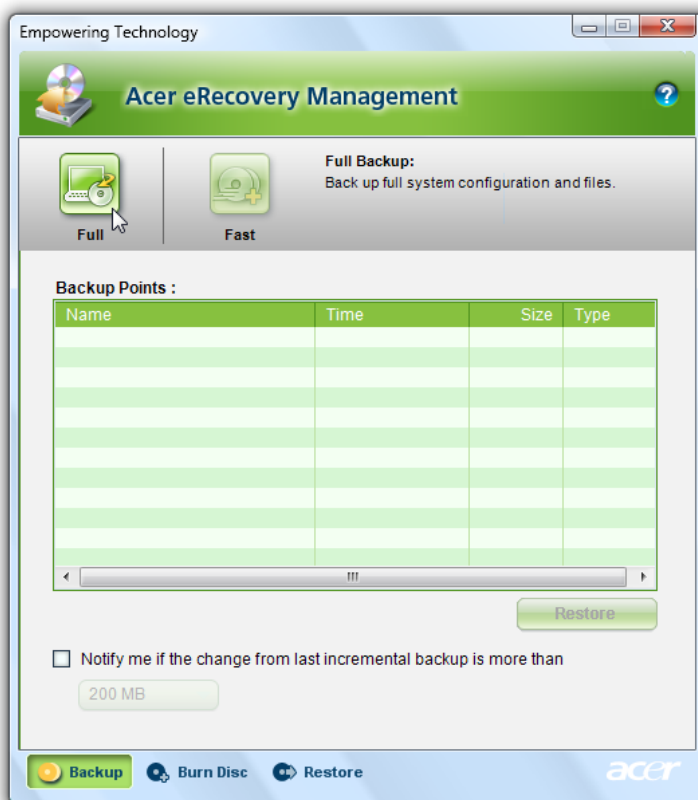 Empowering Technology
Acer eRecovery Management
Full Backup:
Back up full system configuration and files.
Full
Fast
Backup Points :
Name Time Size Type
Restore
Notify me if the change from last incremental backup is more than
200 MB
Backup Burn Disc Restore
acer